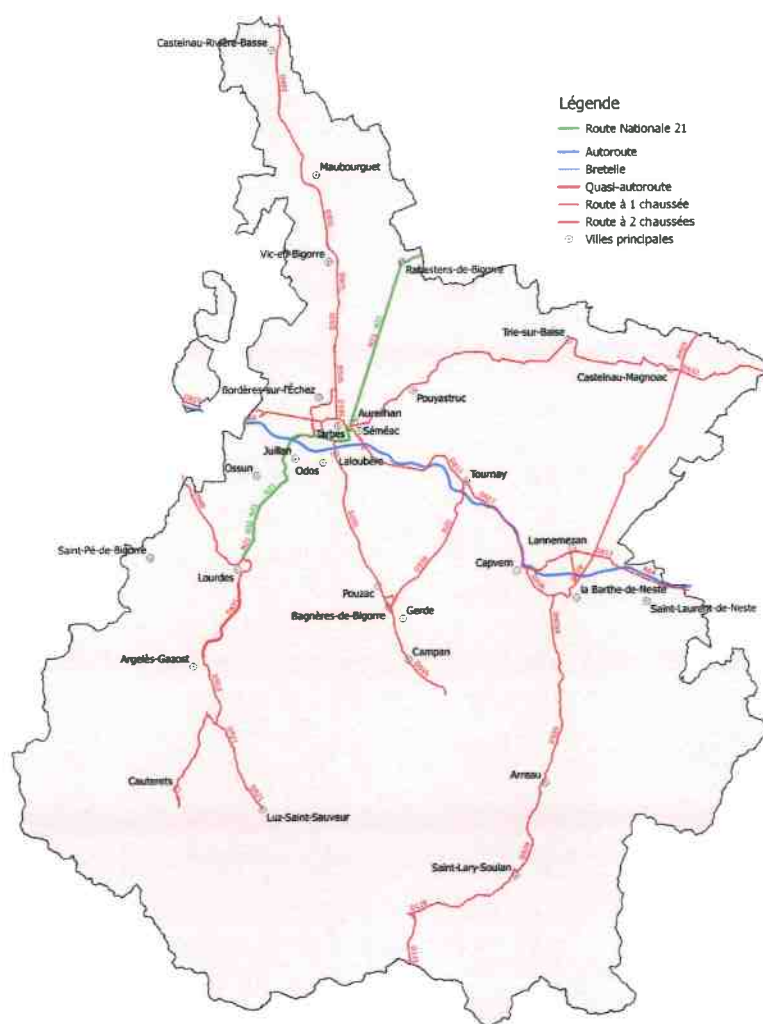 Castelnau-Rivière-Basse
Légende
Route Nationale 21
Autoroute
Bretelle
Quasi-autoroute
Route à 1 chaussée
Route à 2 chaussées
Villes principales
Maubourguet
Vic-en-Bigorre
Rabastens-de-Bigorre
Trie-sur-Baïse
Castelnau-Magnoac
Bordères-sur-l'Échez
Pouyastruc
Aureilhan
Tarbes
Séméac
Juillan
Laloubère
Odos
Ossun
Tournay
Lannemezan
Saint-Pé-de-Bigorre
Lourdes
Capvern
la Barthe-de-Neste
Saint-Laurent-de-Neste
Pouzac
Bagnères-de-Bigorre
Gerde
Argelès-Gazost
Campan
Cauterets
Arreau
Luz-Saint-Sauveur
Saint-Lary-Soulan